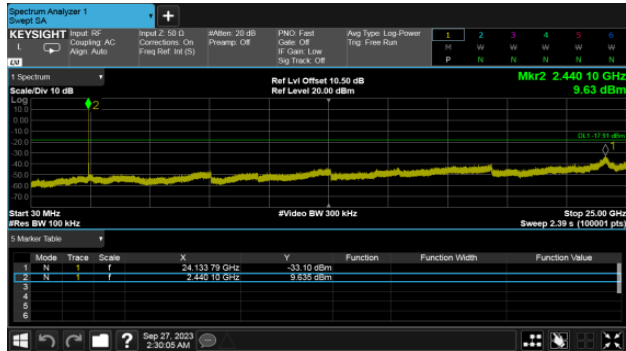 Spectrum Analyzer 1
Swept SA
+
KEYSIGHT Input: RF Input Z: 50 Ω #Atten: 20 dB PNO: Fast Avg Type: Log-Power 1 2 3 4 5 6
L Coupling: AC Corrections: On Preamp: Off Gate: Off Trig: Free Run M W W W W W
Align: Auto Freq Ref: Int (S) IF Gain: Low P N N N N N
Sig Track: Off
1 Spectrum Ref Lvl Offset 10.50 dB Mkr2 2.440 10 GHz
Scale/Div 10 dB Ref Level 20.00 dBm 9.63 dBm
Log
10.0
2
0.00
-10.0
DL1 -17.91 dBm
-20.0
1
-30.0
-40.0
-50.0
-60.0
-70.0
Start 30 MHz #Video BW 300 kHz Stop 25.00 GHz
#Res BW 100 kHz Sweep 2.39 s (100001 pts)
5 Marker Table
Mode Trace Scale X Y Function Function Width Function Value
1 N 1 f 24.133 79 GHz -33.10 dBm
2 N 1 f 2.440 10 GHz 9.635 dBm
3
4
5
6
? Sep 27, 2023
2:30:05 AM